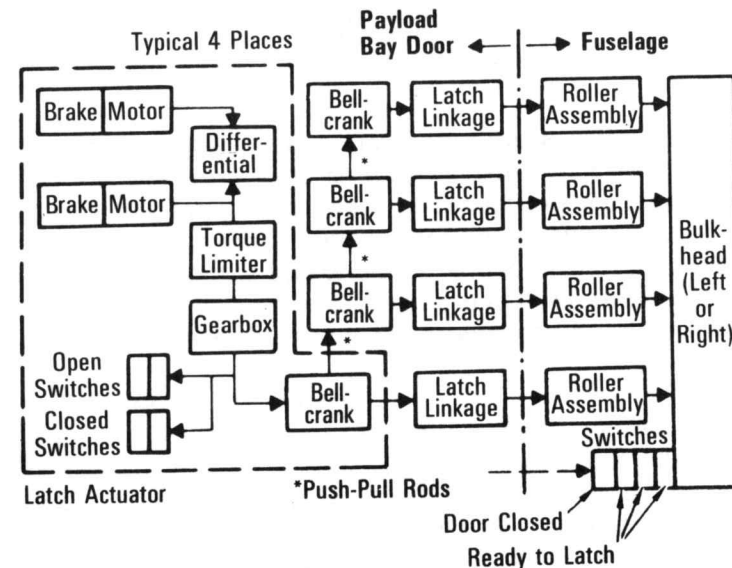 Typical 4 Places
Payload
Bay Door
Fuselage
Brake Motor
Differ-
ential
Brake Motor
Torque
Limiter
Gearbox
Open
Switches
Closed
Switches
Latch Actuator
Bell-
crank
Latch
Linkage
Roller
Assembly
*
Bell-
crank
Latch
Linkage
Roller
Assembly
*
Bell-
crank
Latch
Linkage
Roller
Assembly
*
Bell-
crank
Latch
Linkage
Roller
Assembly
Bulk-
head
(Left
or
Right)
Switches
*Push-Pull Rods
Door Closed
Ready to Latch